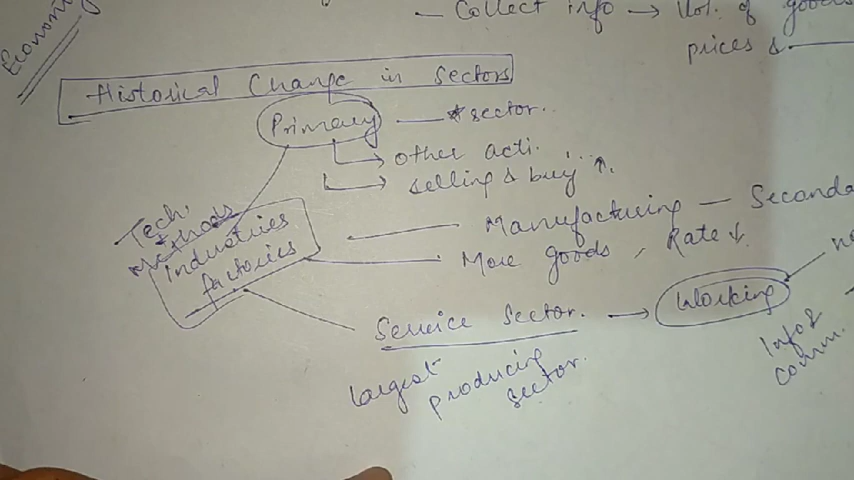 Economi
— Collect info → Vol. of goods
prices &
Historical Change in Sectors
Primary — * sector..
→ other acti.
→ selling & buy ↑.
Tech.
Methods
industries
factories
Manufacturing — Seconda
More goods, Rate ↓
Service Sector. → Working
Info &
comm.
largest
producing
sector.